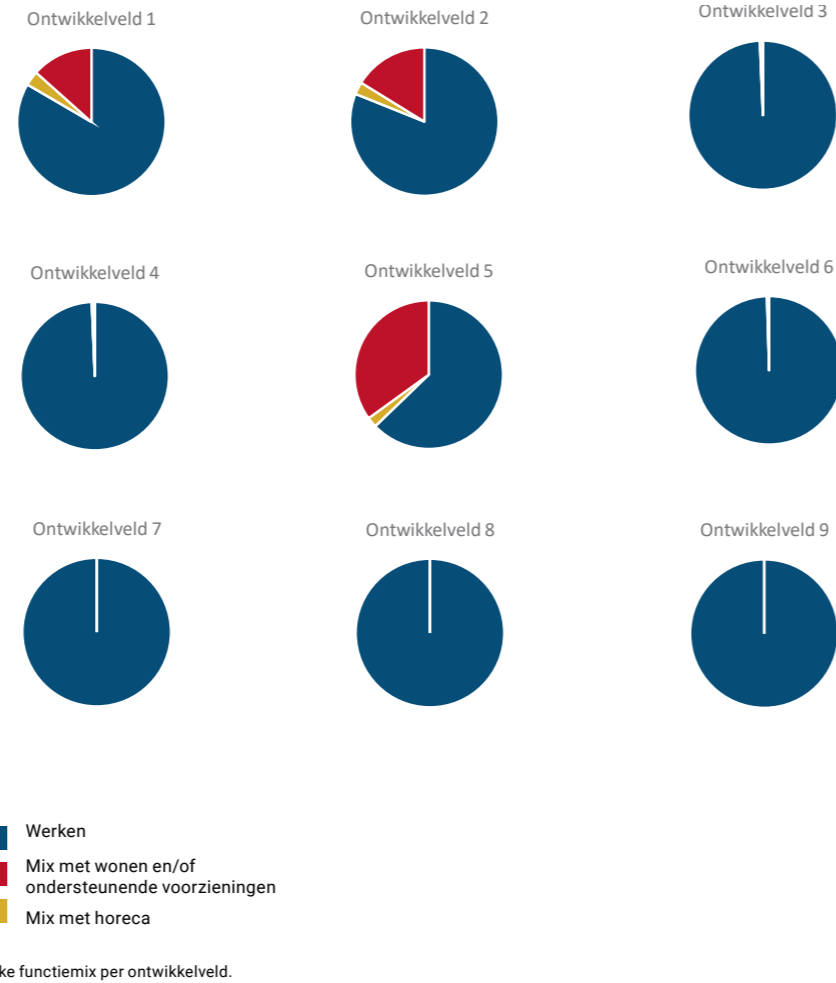 Ontwikkelveld 1
Ontwikkelveld 2
Ontwikkelveld 3
Ontwikkelveld 4
Ontwikkelveld 5
Ontwikkelveld 6
Ontwikkelveld 7
Ontwikkelveld 8
Ontwikkelveld 9
Werken
Mix met wonen en/of
ondersteunende voorzieningen
Mix met horeca
ke functiemix per ontwikkelveld.